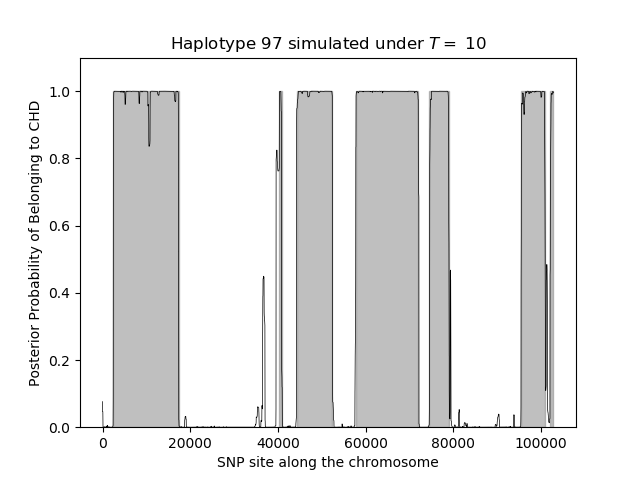 Haplotype 97 simulated under T = 10
Posterior Probability of Belonging to CHD
1.0
0.8
0.6
0.4
0.2
0.0
0 20000 40000 60000 80000 100000
SNP site along the chromosome